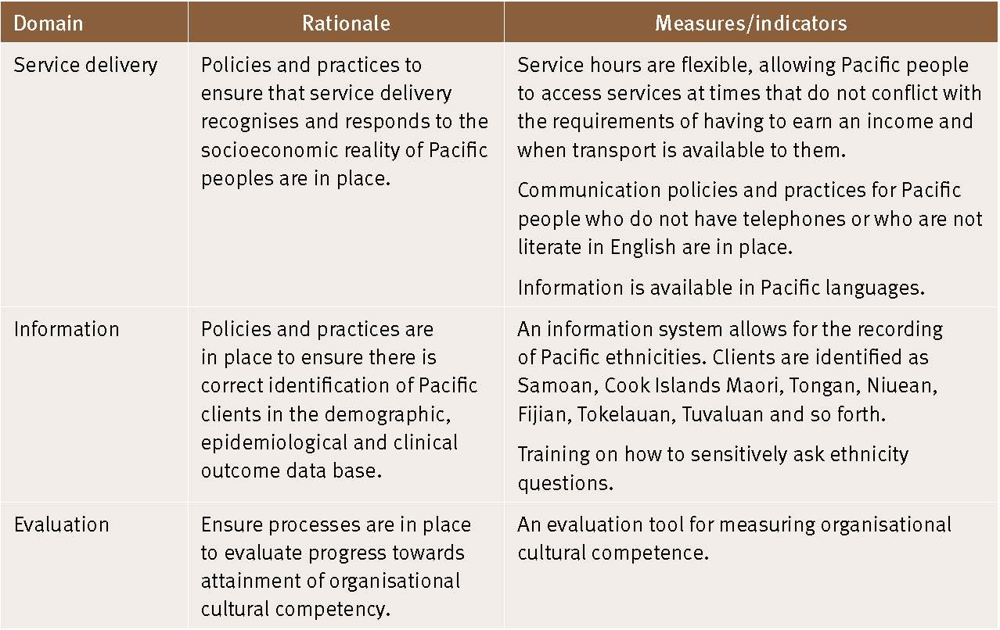 Domain
Rationale
Measures/indicators
Service delivery
Policies and practices to
ensure that service delivery
recognises and responds to the
socioeconomic reality of Pacific
peoples are in place.
Service hours are flexible, allowing Pacific people
to access services at times that do not conflict with
the requirements of having to earn an income and
when transport is available to them.
Communication policies and practices for Pacific
people who do not have telephones or who are not
literate in English are in place.
Information is available in Pacific languages.
Information
Policies and practices are
in place to ensure there is
correct identification of Pacific
clients in the demographic,
epidemiological and clinical
outcome data base.
An information system allows for the recording
of Pacific ethnicities. Clients are identified as
Samoan, Cook Islands Maori, Tongan, Niuean,
Fijian, Tokelauan, Tuvaluan and so forth.
Training on how to sensitively ask ethnicity
questions.
Evaluation
Ensure processes are in place
to evaluate progress towards
attainment of organisational
cultural competency.
An evaluation tool for measuring organisational
cultural competence.